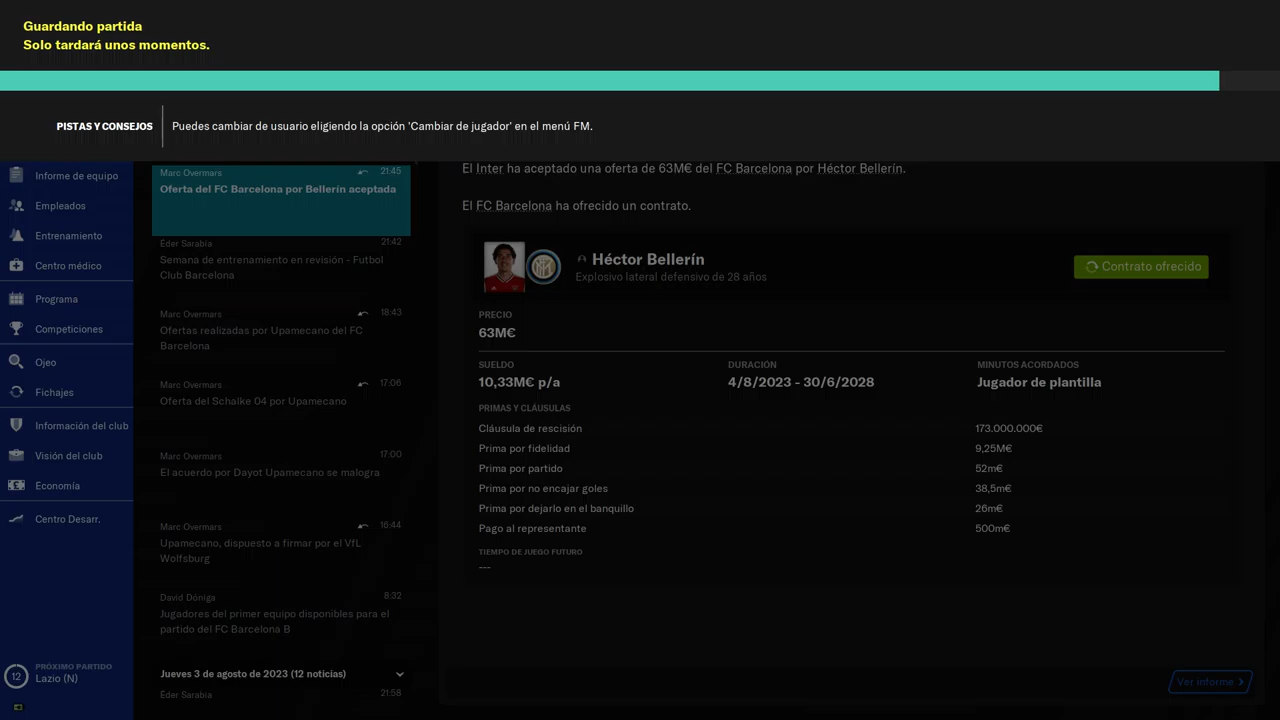 Guardando partida
Solo tardará unos momentos.
PISTAS Y CONSEJOS
Puedes cambiar de usuario eligiendo la opción 'Cambiar de jugador' en el menú FM.
Informe de equipo
Empleados
Entrenamiento
Centro médico
Programa
Competiciones
Ojeo
Fichajes
Información del club
Visión del club
Economía
Centro Desarr.
12
PRÓXIMO PARTIDO
Lazio (N)
Marc Overmars 21:45
Oferta del FC Barcelona por Bellerín aceptada
Éder Sarabia 21:42
Semana de entrenamiento en revisión - Futbol
Club Barcelona
Marc Overmars 18:43
Ofertas realizadas por Upamecano del FC
Barcelona
Marc Overmars 17:06
Oferta del Schalke 04 por Upamecano
Marc Overmars 17:00
El acuerdo por Dayot Upamecano se malogra
Marc Overmars 16:44
Upamecano, dispuesto a firmar por el VfL
Wolfsburg
David Dóniga 8:32
Jugadores del primer equipo disponibles para el
partido del FC Barcelona B
Jueves 3 de agosto de 2023 (12 noticias)
Éder Sarabia 21:58
El Inter ha aceptado una oferta de 63M€ del FC Barcelona por Héctor Bellerín.
El FC Barcelona ha ofrecido un contrato.
Héctor Bellerín
Explosivo lateral defensivo de 28 años
Contrato ofrecido
PRECIO
63M€
SUELDO DURACIÓN MINUTOS ACORDADOS
10,33M€ p/a 4/8/2023 - 30/6/2028 Jugador de plantilla
PRIMAS Y CLÁUSULAS
Cláusula de rescisión 173.000.000€
Prima por fidelidad 9,25M€
Prima por partido 52m€
Prima por no encajar goles 38,5m€
Prima por dejarlo en el banquillo 26m€
Pago al representante 500m€
TIEMPO DE JUEGO FUTURO
---
Ver informe